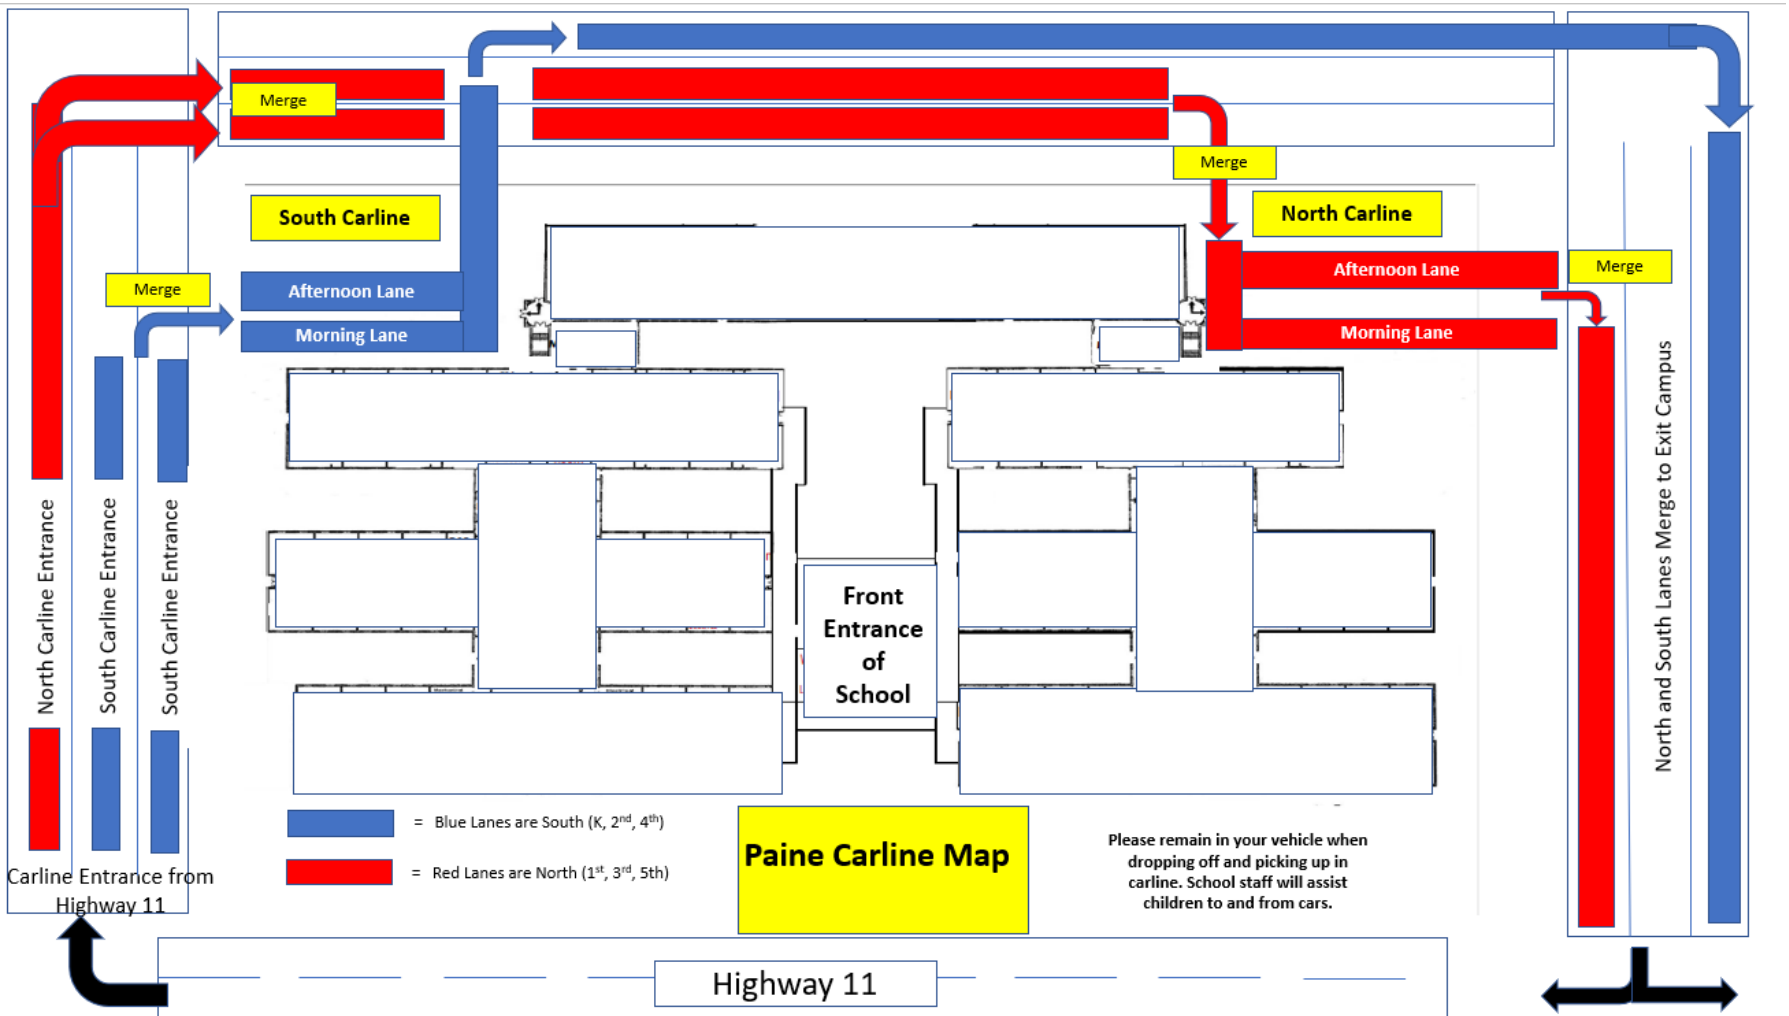 Merge
Merge
South Carline
North Carline
Merge
Merge
Afternoon Lane
Morning Lane
Afternoon Lane
Morning Lane
North Carline Entrance
South Carline Entrance
South Carline Entrance
North and South Lanes Merge to Exit Campus
Front
Entrance
of
School
= Blue Lanes are South (K, 2nd, 4th)
= Red Lanes are North (1st, 3rd, 5th)
Paine Carline Map
Please remain in your vehicle when
dropping off and picking up in
carline. School staff will assist
children to and from cars.
Carline Entrance from
Highway 11
Highway 11